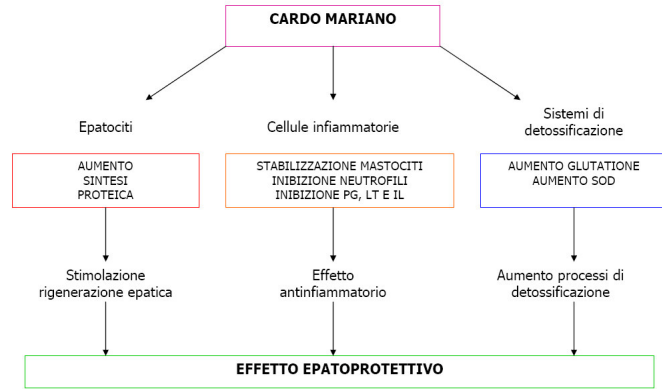 CARDO MARIANO
Epatociti
Cellule infiammatorie
Sistemi di
detossificazione
AUMENTO
SINTESI
PROTEICA
STABILIZZAZIONE MASTOCITI
INIBIZIONE NEUTROFILI
INIBIZIONE PG, LT E IL
AUMENTO GLUTATIONE
AUMENTO SOD
Stimolazione
rigenerazione epatica
Effetto
antinfiammatorio
Aumento processi di
detossificazione
EFFETTO EPATOPROTETTIVO